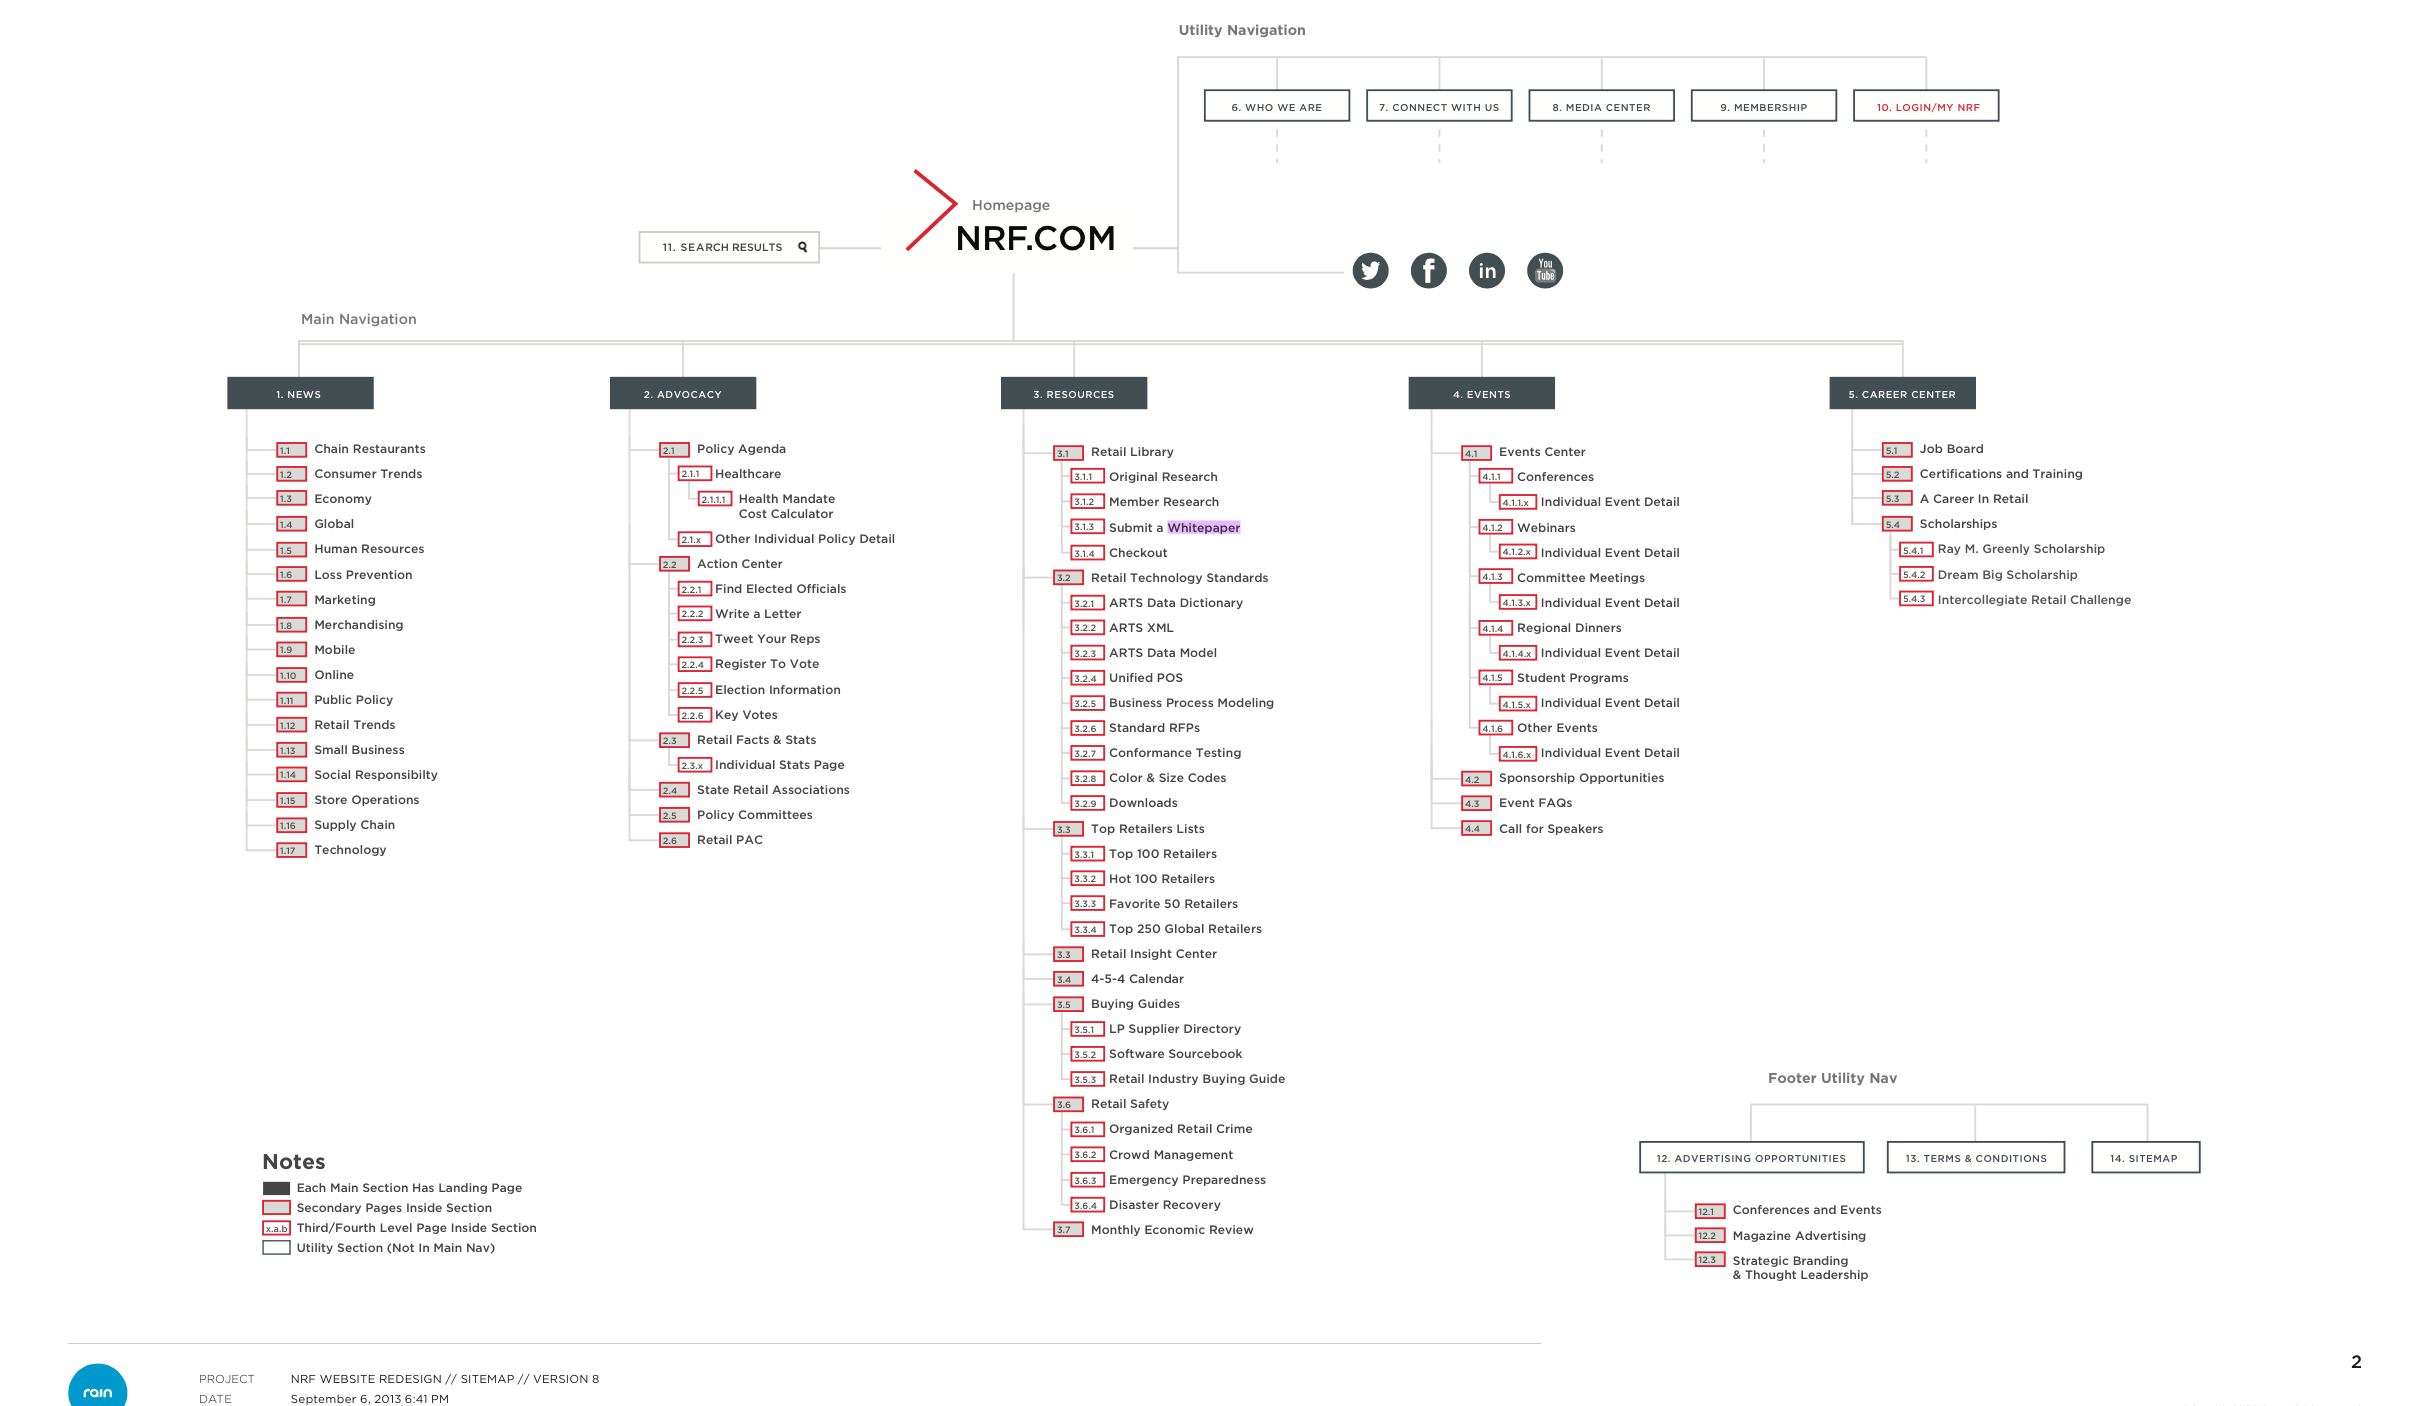 Utility Navigation
6. WHO WE ARE
7. CONNECT WITH US
8. MEDIA CENTER
9. MEMBERSHIP
10. LOGIN/MY NRF
Homepage
NRF.COM
11. SEARCH RESULTS
f
in
You
Tube
Main Navigation
1. NEWS
1.1 Chain Restaurants
1.2 Consumer Trends
1.3 Economy
1.4 Global
1.5 Human Resources
1.6 Loss Prevention
1.7 Marketing
1.8 Merchandising
1.9 Mobile
1.10 Online
1.11 Public Policy
1.12 Retail Trends
1.13 Small Business
1.14 Social Responsibilty
1.15 Store Operations
1.16 Supply Chain
1.17 Technology
2. ADVOCACY
2.1 Policy Agenda
2.1.1 Healthcare
2.1.1.1 Health Mandate
Cost Calculator
2.1.x Other Individual Policy Detail
2.2 Action Center
2.2.1 Find Elected Officials
2.2.2 Write a Letter
2.2.3 Tweet Your Reps
2.2.4 Register To Vote
2.2.5 Election Information
2.2.6 Key Votes
2.3 Retail Facts & Stats
2.3.x Individual Stats Page
2.4 State Retail Associations
2.5 Policy Committees
2.6 Retail PAC
3. RESOURCES
3.1 Retail Library
3.1.1 Original Research
3.1.2 Member Research
3.1.3 Submit a Whitepaper
3.1.4 Checkout
3.2 Retail Technology Standards
3.2.1 ARTS Data Dictionary
3.2.2 ARTS XML
3.2.3 ARTS Data Model
3.2.4 Unified POS
3.2.5 Business Process Modeling
3.2.6 Standard RFPs
3.2.7 Conformance Testing
3.2.8 Color & Size Codes
3.2.9 Downloads
3.3 Top Retailers Lists
3.3.1 Top 100 Retailers
3.3.2 Hot 100 Retailers
3.3.3 Favorite 50 Retailers
3.3.4 Top 250 Global Retailers
3.3 Retail Insight Center
3.4 4-5-4 Calendar
3.5 Buying Guides
3.5.1 LP Supplier Directory
3.5.2 Software Sourcebook
3.5.3 Retail Industry Buying Guide
3.6 Retail Safety
3.6.1 Organized Retail Crime
3.6.2 Crowd Management
3.6.3 Emergency Preparedness
3.6.4 Disaster Recovery
3.7 Monthly Economic Review
4. EVENTS
4.1 Events Center
4.1.1 Conferences
4.1.1.x Individual Event Detail
4.1.2 Webinars
4.1.2.x Individual Event Detail
4.1.3 Committee Meetings
4.1.3.x Individual Event Detail
4.1.4 Regional Dinners
4.1.4.x Individual Event Detail
4.1.5 Student Programs
4.1.5.x Individual Event Detail
4.1.6 Other Events
4.1.6.x Individual Event Detail
4.2 Sponsorship Opportunities
4.3 Event FAQs
4.4 Call for Speakers
5. CAREER CENTER
5.1 Job Board
5.2 Certifications and Training
5.3 A Career In Retail
5.4 Scholarships
5.4.1 Ray M. Greenly Scholarship
5.4.2 Dream Big Scholarship
5.4.3 Intercollegiate Retail Challenge
Footer Utility Nav
12. ADVERTISING OPPORTUNITIES
13. TERMS & CONDITIONS
14. SITEMAP
12.1 Conferences and Events
12.2 Magazine Advertising
12.3 Strategic Branding
& Thought Leadership
Notes
Each Main Section Has Landing Page
Secondary Pages Inside Section
x.a.b Third/Fourth Level Page Inside Section
Utility Section (Not In Main Nav)
2
rain
PROJECT NRF WEBSITE REDESIGN // SITEMAP // VERSION 8
DATE September 6, 2013 6:41 PM